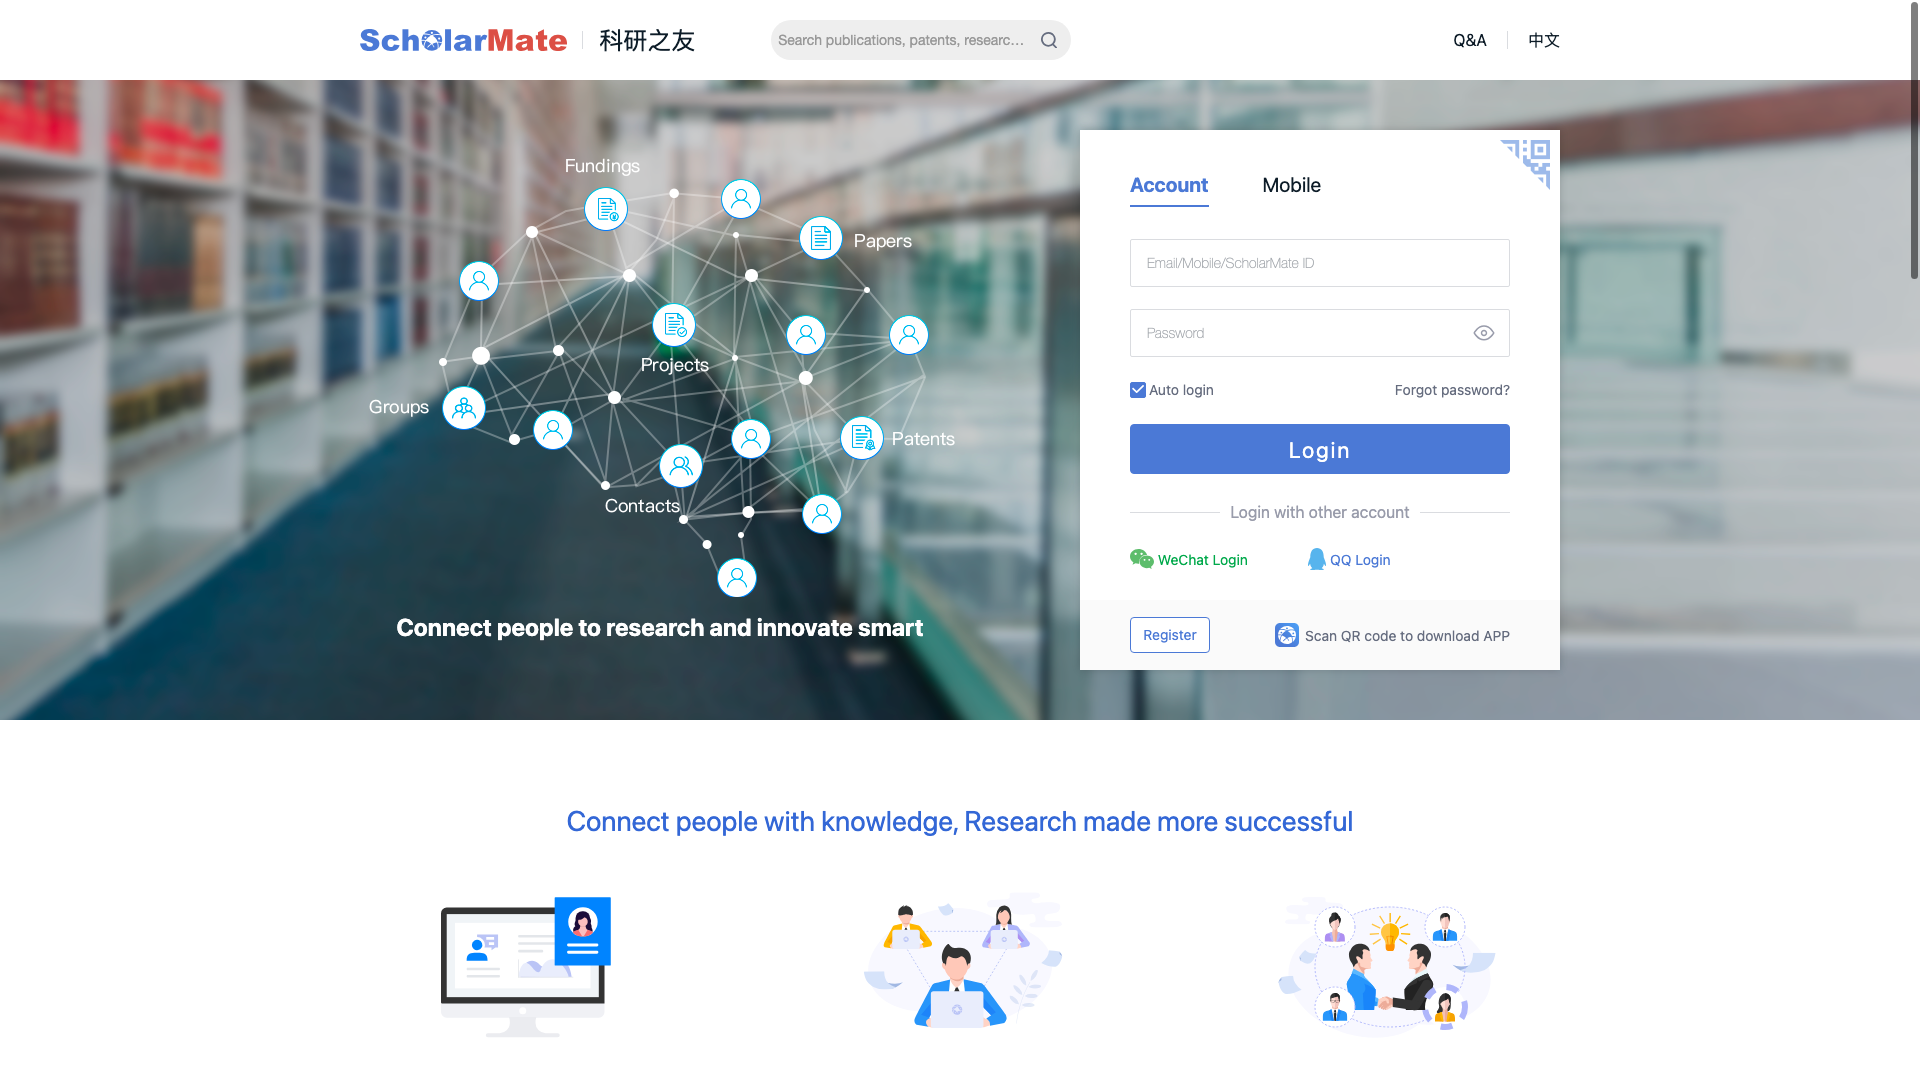 ScholarMate
科研之友
Search publications, patents, researc...
Q&A
中文
Fundings
Papers
Projects
Groups
Patents
Contacts
Connect people to research and innovate smart
Account
Mobile
Email/Mobile/ScholarMate ID
Password
Auto login
Forgot password?
Login
Login with other account
WeChat Login
QQ Login
Register
Scan QR code to download APP
Connect people with knowledge, Research made more successful